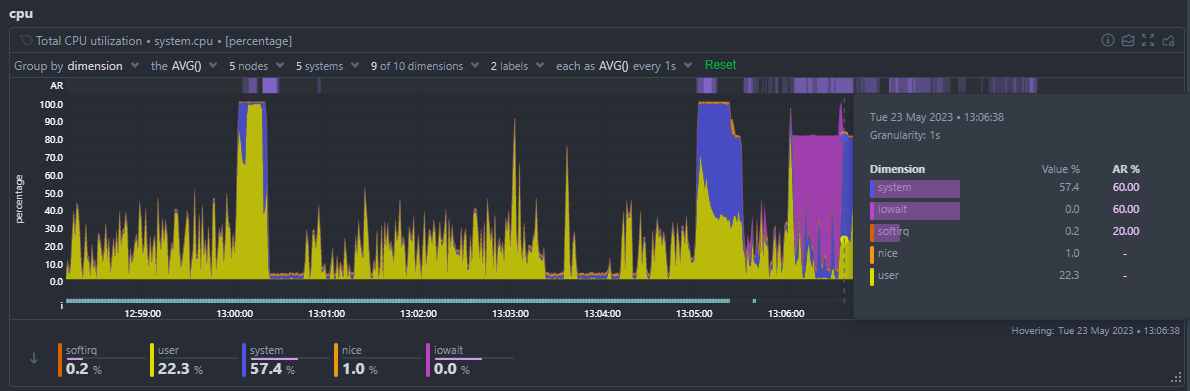 cpu
Total CPU utilization • system.cpu • [percentage]
Group by dimension the AVG() 5 nodes 5 systems 9 of 10 dimensions 2 labels each as AVG() every 1s Reset
AR
100.0
90.0
80.0
70.0
60.0
50.0
40.0
30.0
20.0
10.0
0.0
percentage
i
12:59:00 13:00:00 13:01:00 13:02:00 13:03:00 13:04:00 13:05:00 13:06:00
Tue 23 May 2023 • 13:06:38
Granularity: 1s
Dimension Value % AR %
system 57.4 60.00
iowait 0.0 60.00
softirq 0.2 20.00
nice 1.0 -
user 22.3 -
Hovering: Tue 23 May 2023 • 13:06:38
softirq user system nice iowait
0.2 % 22.3 % 57.4 % 1.0 % 0.0 %